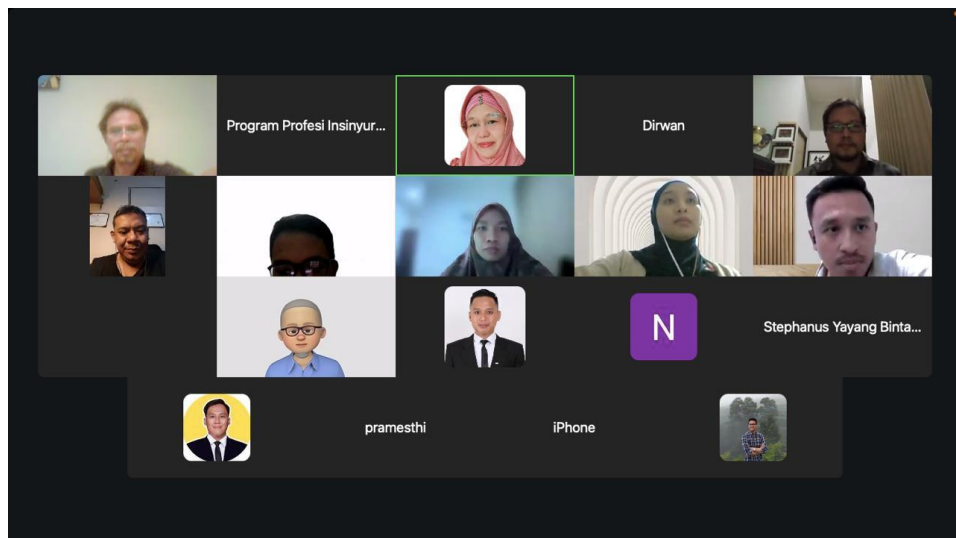 Program Profesi Insinyur...
Dirwan
N
Stephanus Yayang Binta...
pramesthi
iPhone